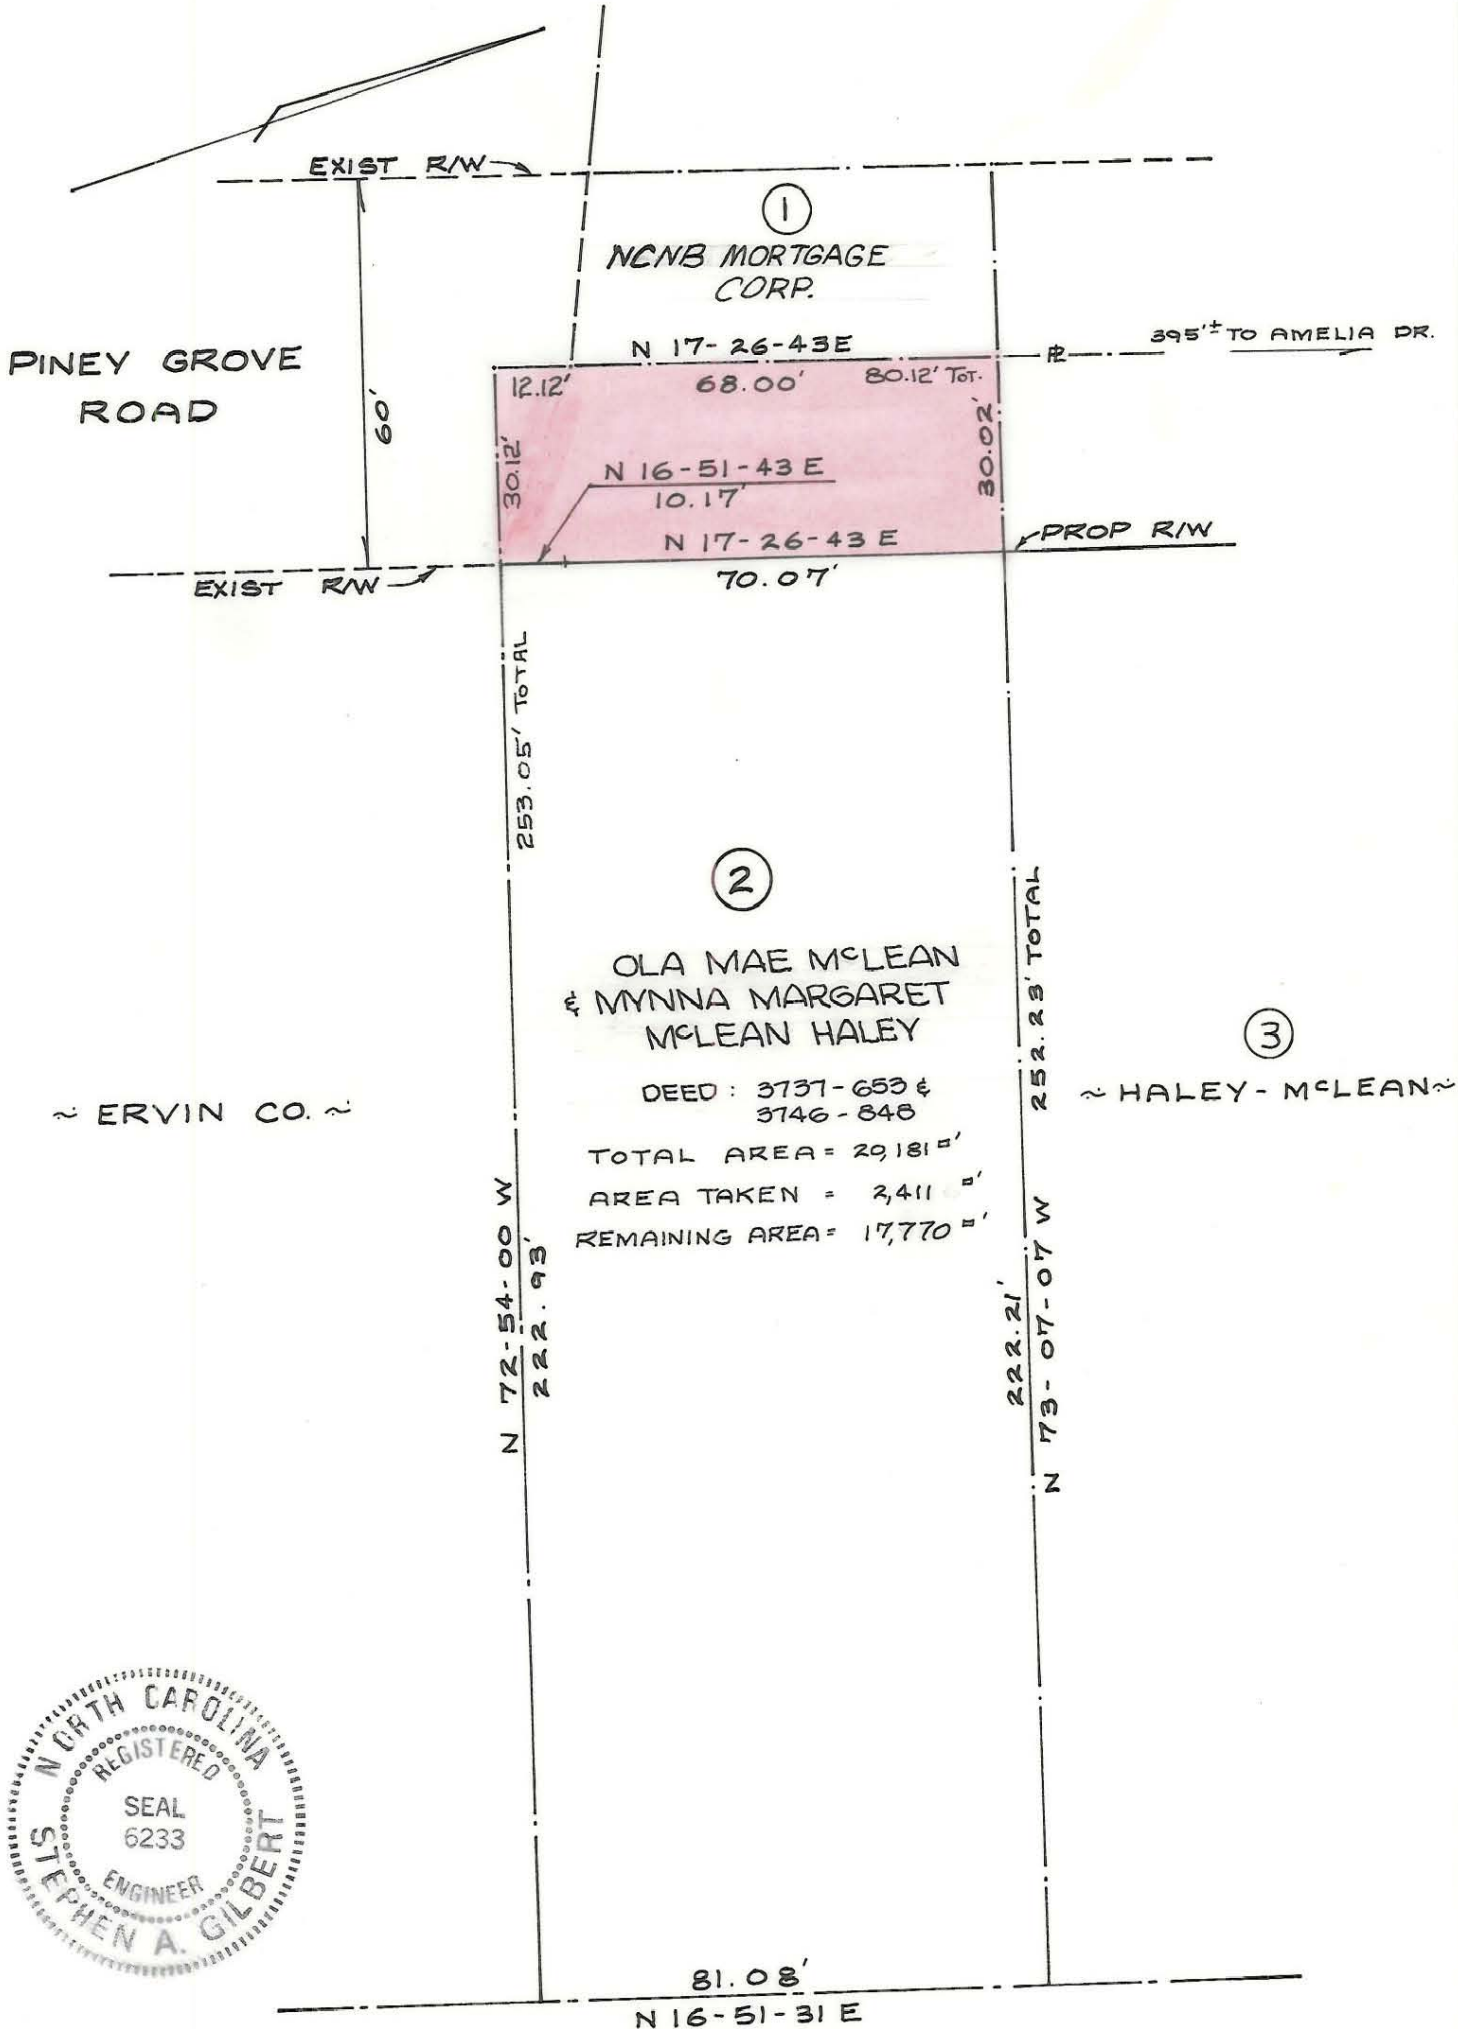 EXIST R/W
1
NCNB MORTGAGE
CORP.
N 17-26-43E
℄ 395'± TO AMELIA DR.
PINEY GROVE
ROAD
60'
12.12' 68.00' 80.12' TOT.
30.12'
30.02'
N 16-51-43 E
10.17'
N 17-26-43 E
PROP R/W
70.07'
EXIST R/W
253.05' TOTAL
2
OLA MAE McLEAN
& MYNNA MARGARET
McLEAN HALEY
DEED : 3737-653 &
3746-848
TOTAL AREA = 20,181 □'
AREA TAKEN = 2,411 □'
REMAINING AREA = 17,770 □'
~ ERVIN CO. ~
252.23' TOTAL
3
~ HALEY-McLEAN ~
N 72-54-00 W
222.93'
222.21'
N 73-07-07 W
NORTH CAROLINA
REGISTERED
SEAL
6233
ENGINEER
STEPHEN A. GILBERT
81.08'
N 16-51-31 E